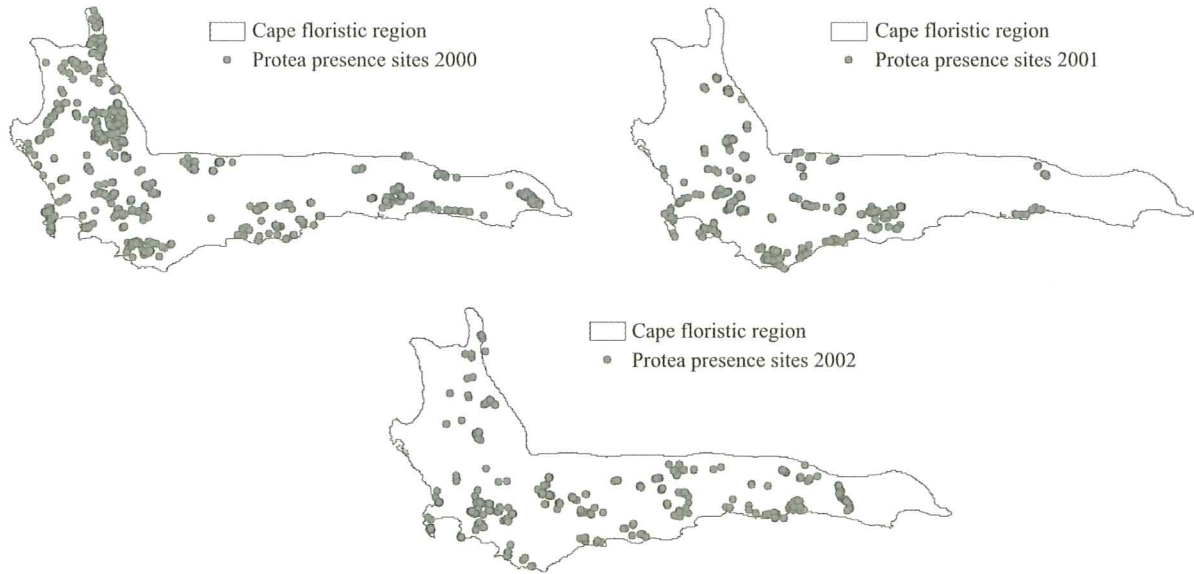 Cape floristic region
Protea presence sites 2000
Cape floristic region
Protea presence sites 2001
Cape floristic region
Protea presence sites 2002